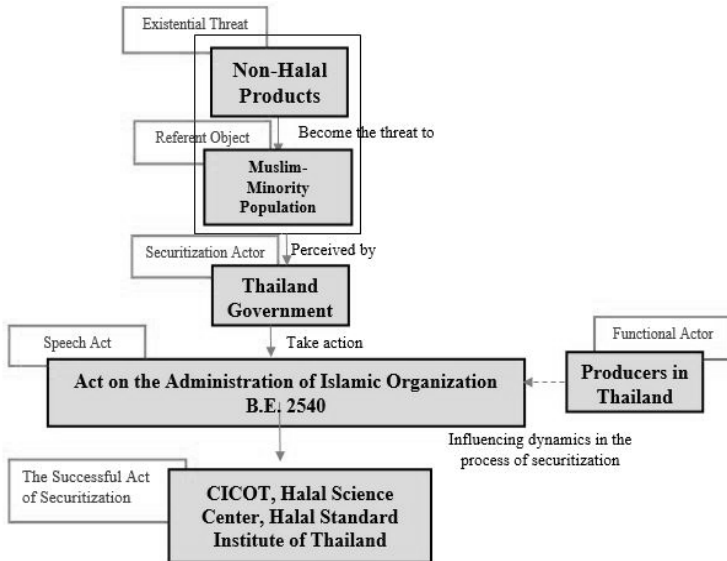 Existential Threat
Non-Halal
Products
Become the threat to
Referent Object
Muslim-
Minority
Population
Securitization Actor
Perceived by
Thailand
Government
Take action
Speech Act
Functional Actor
Act on the Administration of Islamic Organization
B.E. 2540
Producers in
Thailand
Influencing dynamics in the
process of securitization
The Successful Act
of Securitization
CICOT, Halal Science
Center, Halal Standard
Institute of Thailand